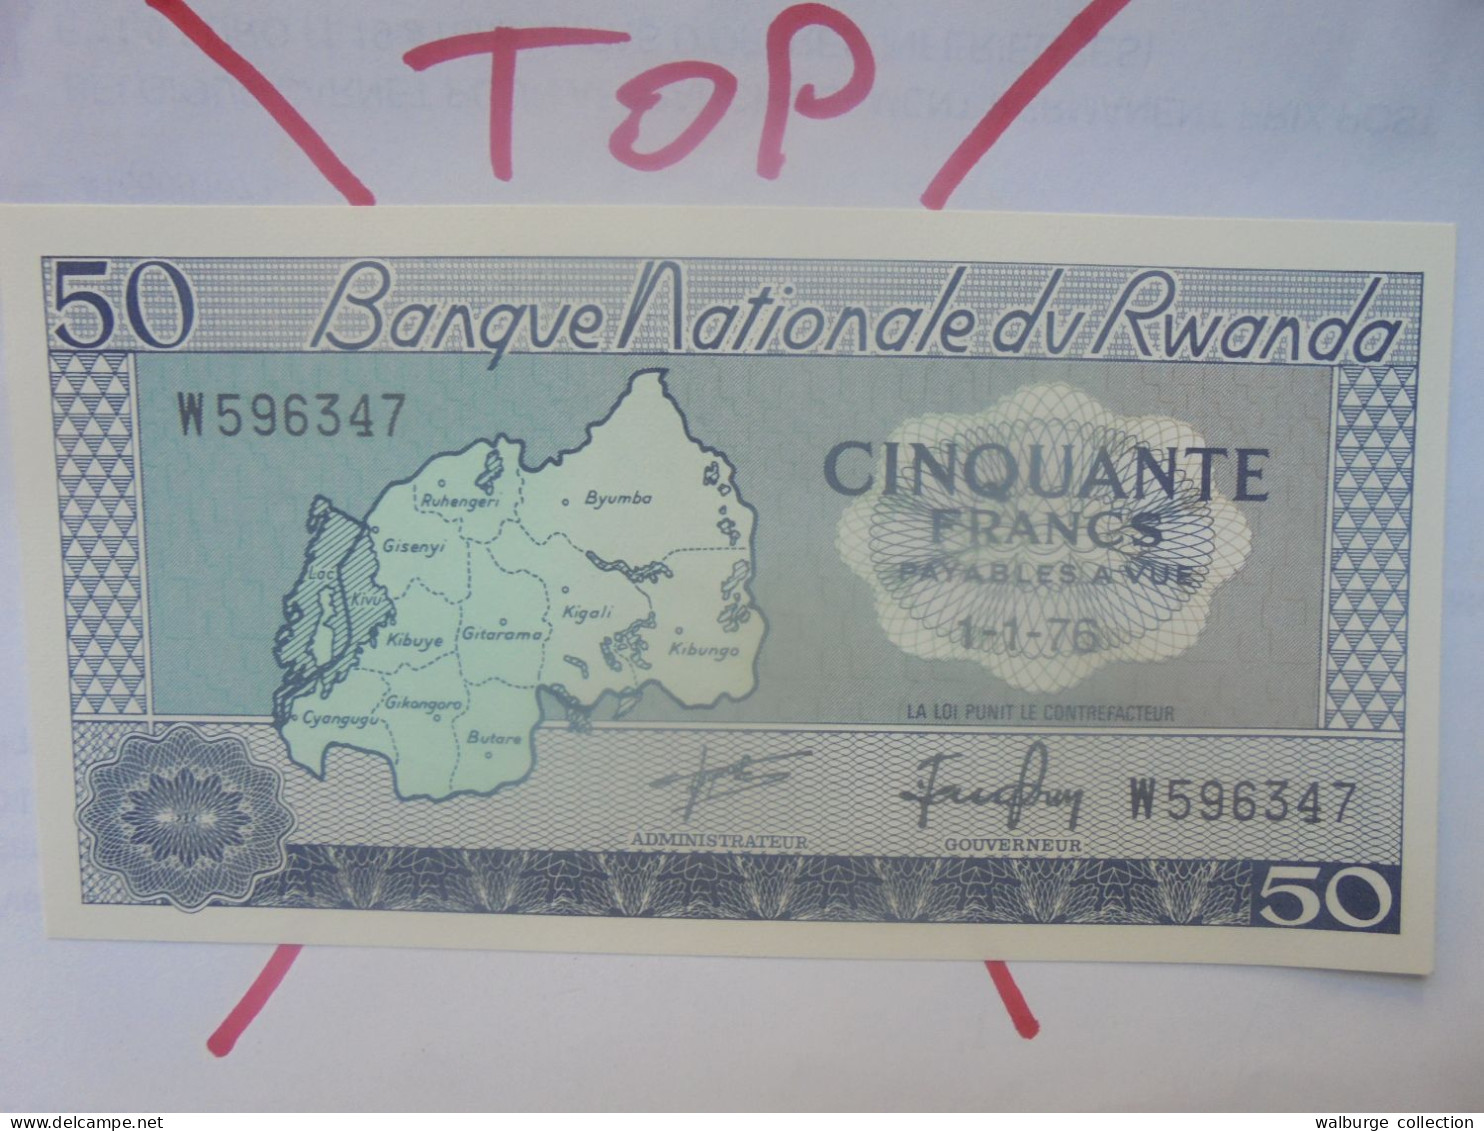 TOP
50 Banque Nationale du Rwanda
W596347
CINQUANTE
FRANCS
PAYABLES A VUE
1-1-76
Ruhengeri
Byumba
Gisenyi
Lac
Kivu
Kigali
Kibuye
Gitarama
Kibungo
Gikongoro
Cyangugu
Butare
LA LOI PUNIT LE CONTREFACTEUR
W596347
ADMINISTRATEUR
GOUVERNEUR
50
delcampe.net
walburge collection